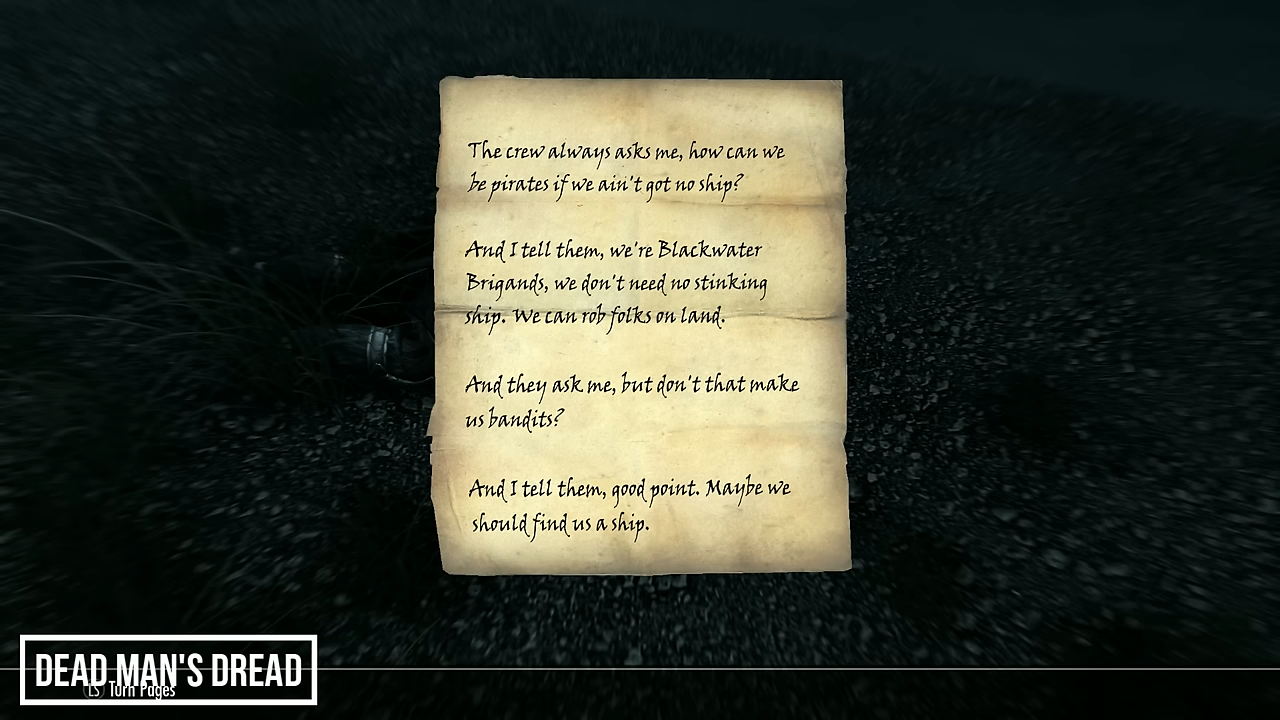 The crew always asks me, how can we
be pirates if we ain't got no ship?
And I tell them, we're Blackwater
Brigands, we don't need no stinking
ship. We can rob folks on land.
And they ask me, but don't that make
us bandits?
And I tell them, good point. Maybe we
should find us a ship.
DEAD MAN'S DREAD
LS Turn Pages